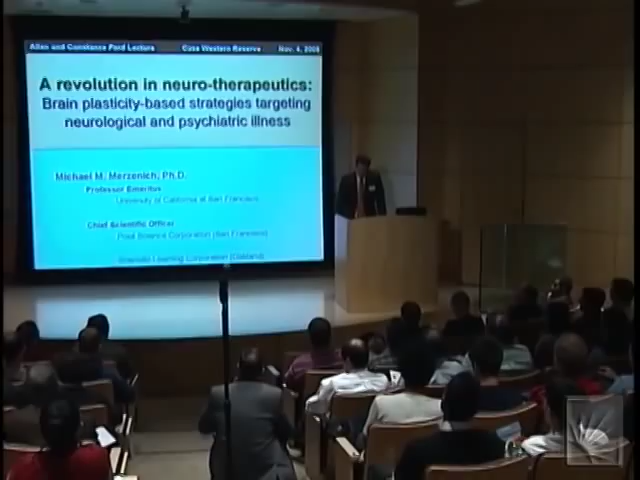 Allen and Constance Ford Lecture Case Western Reserve Nov. 4, 2008
A revolution in neuro-therapeutics:
Brain plasticity-based strategies targeting
neurological and psychiatric illness
Michael M. Merzenich, Ph.D.
Professor Emeritus
University of California at San Francisco
Chief Scientific Officer
Posit Science Corporation (San Francisco)
Scientific Learning Corporation (Oakland)